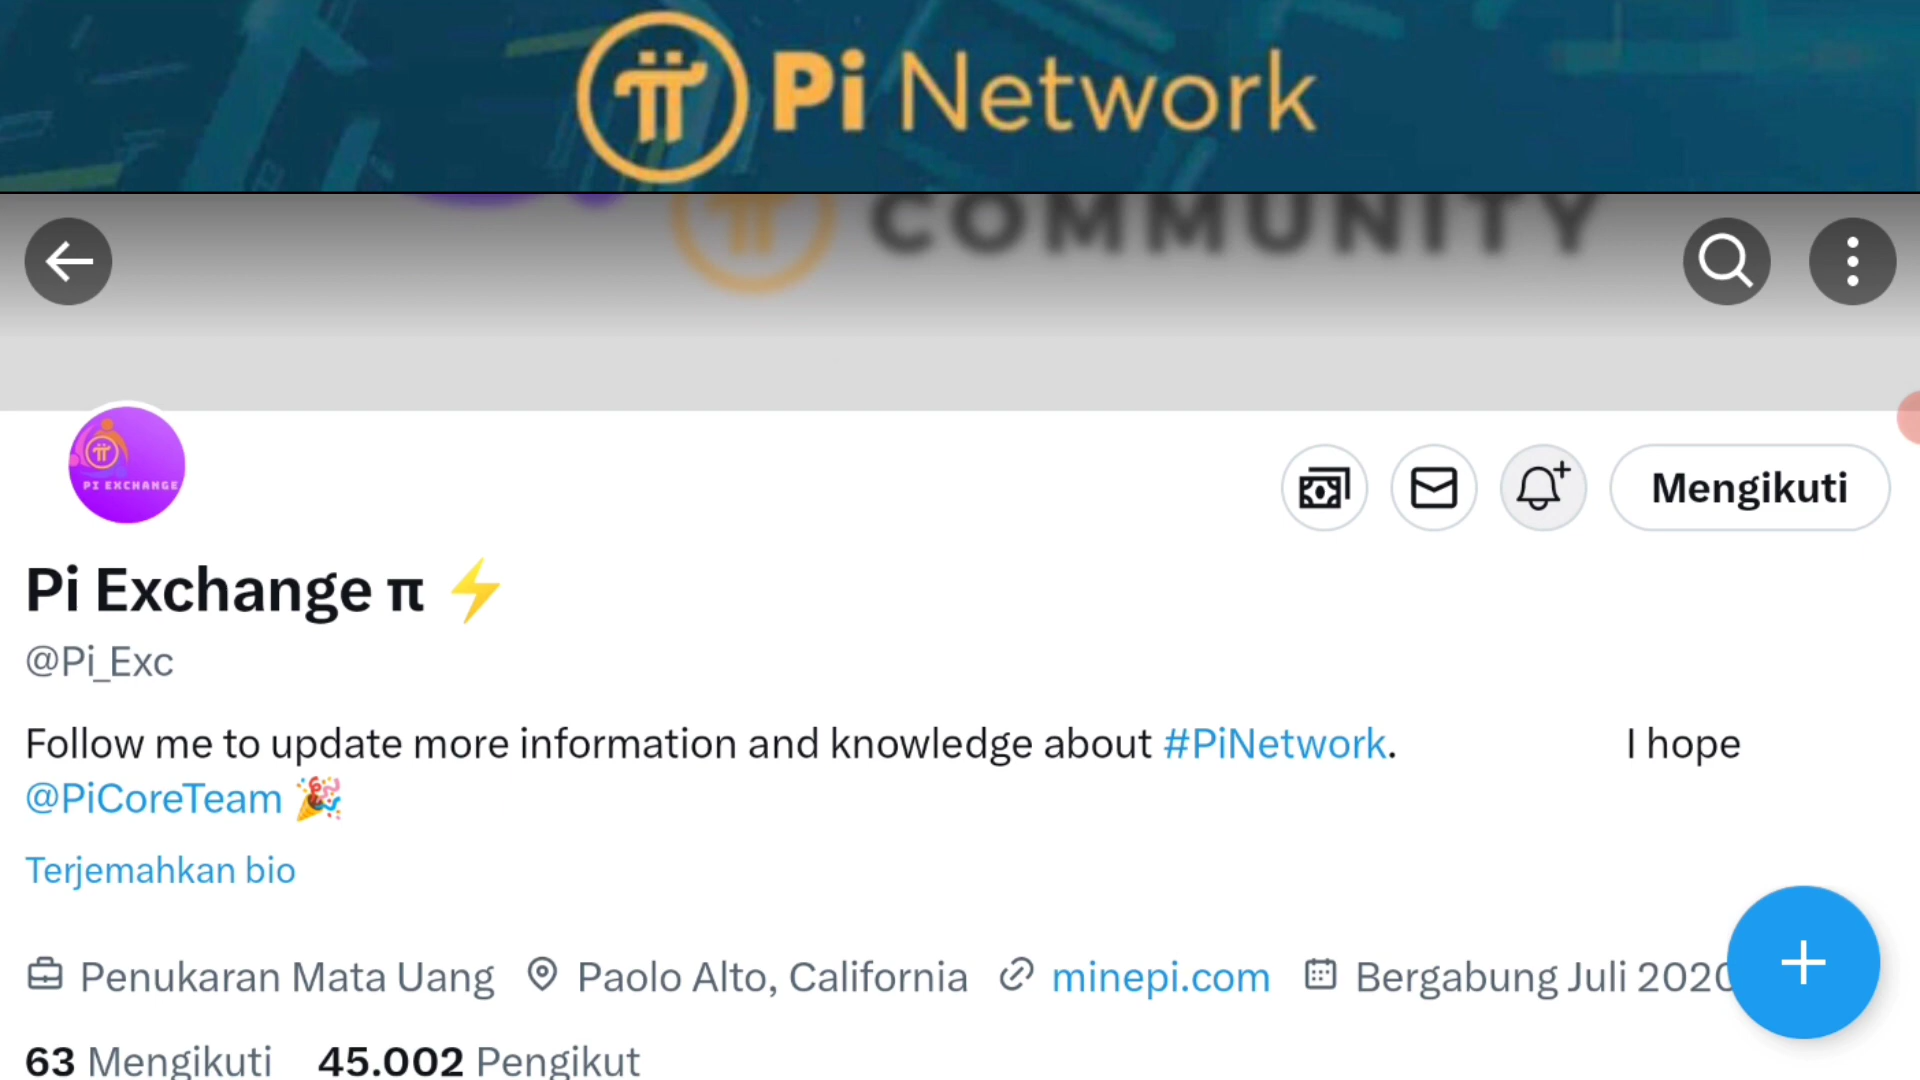 Pi Network
COMMUNITY
PI EXCHANGE
Mengikuti
Pi Exchange π ⚡
@Pi_Exc
Follow me to update more information and knowledge about #PiNetwork. I hope
@PiCoreTeam 🎉
Terjemahkan bio
Penukaran Mata Uang Paolo Alto, California minepi.com Bergabung Juli 2020
63 Mengikuti 45.002 Pengikut